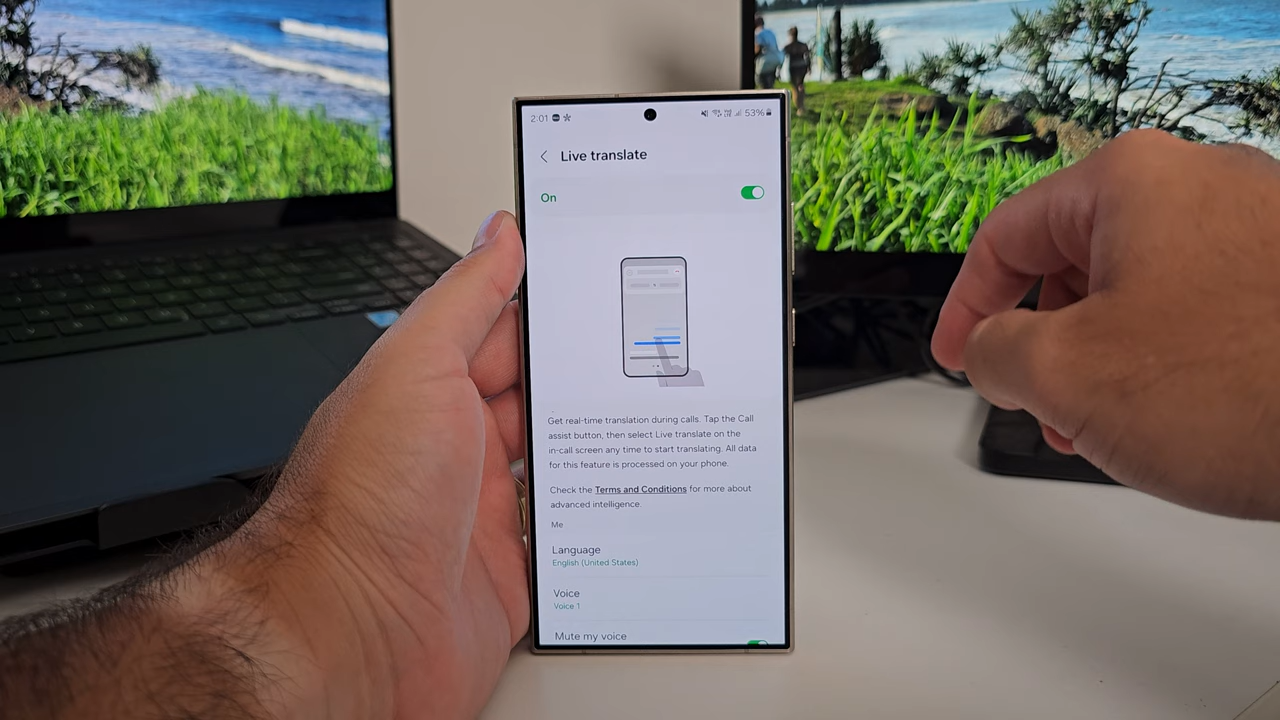 2:01
53%
Live translate
On
Get real-time translation during calls. Tap the Call
assist button, then select Live translate on the
in-call screen any time to start translating. All data
for this feature is processed on your phone.
Check the Terms and Conditions for more about
advanced intelligence.
Me
Language
English (United States)
Voice
Voice 1
Mute my voice